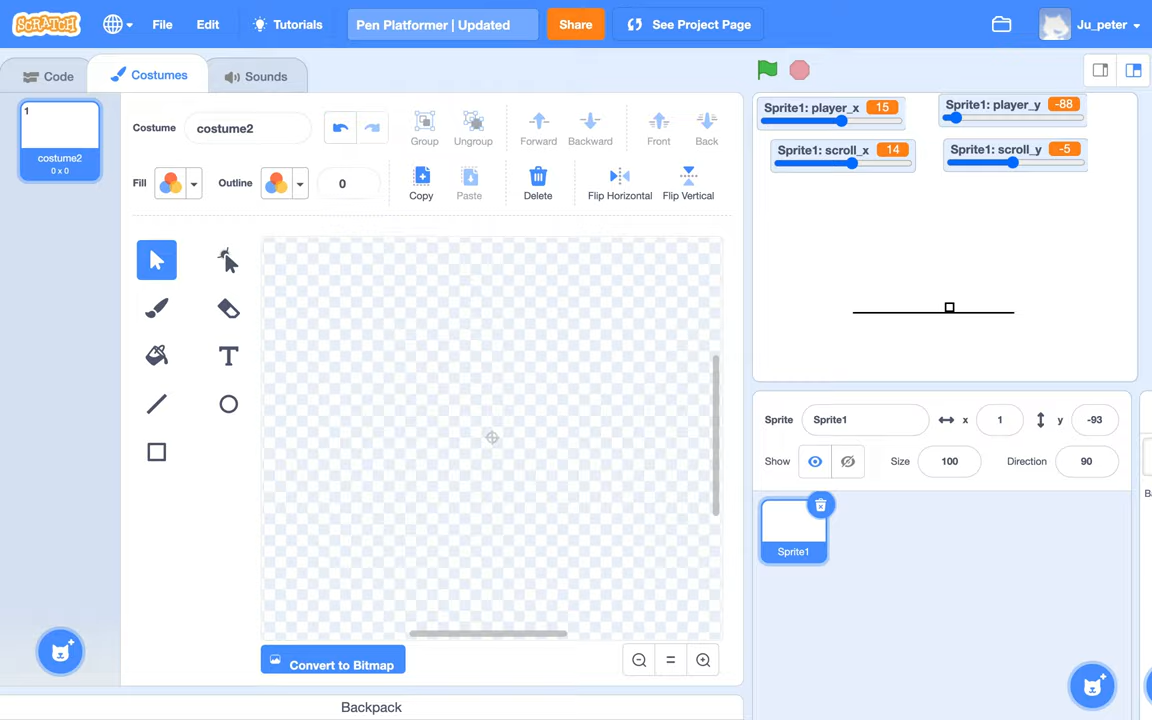 SCRATCH File Edit Tutorials Pen Platformer | Updated Share See Project Page Ju_peter
Code Costumes Sounds
1
costume2
0 x 0
Costume costume2 Group Ungroup Forward Backward Front Back
Fill Outline 0 Copy Paste Delete Flip Horizontal Flip Vertical
T
Convert to Bitmap
=
Backpack
Sprite1: player_x 15 Sprite1: player_y -88
Sprite1: scroll_x 14 Sprite1: scroll_y -5
Sprite Sprite1 x 1 y -93
Show Size 100 Direction 90
Sprite1